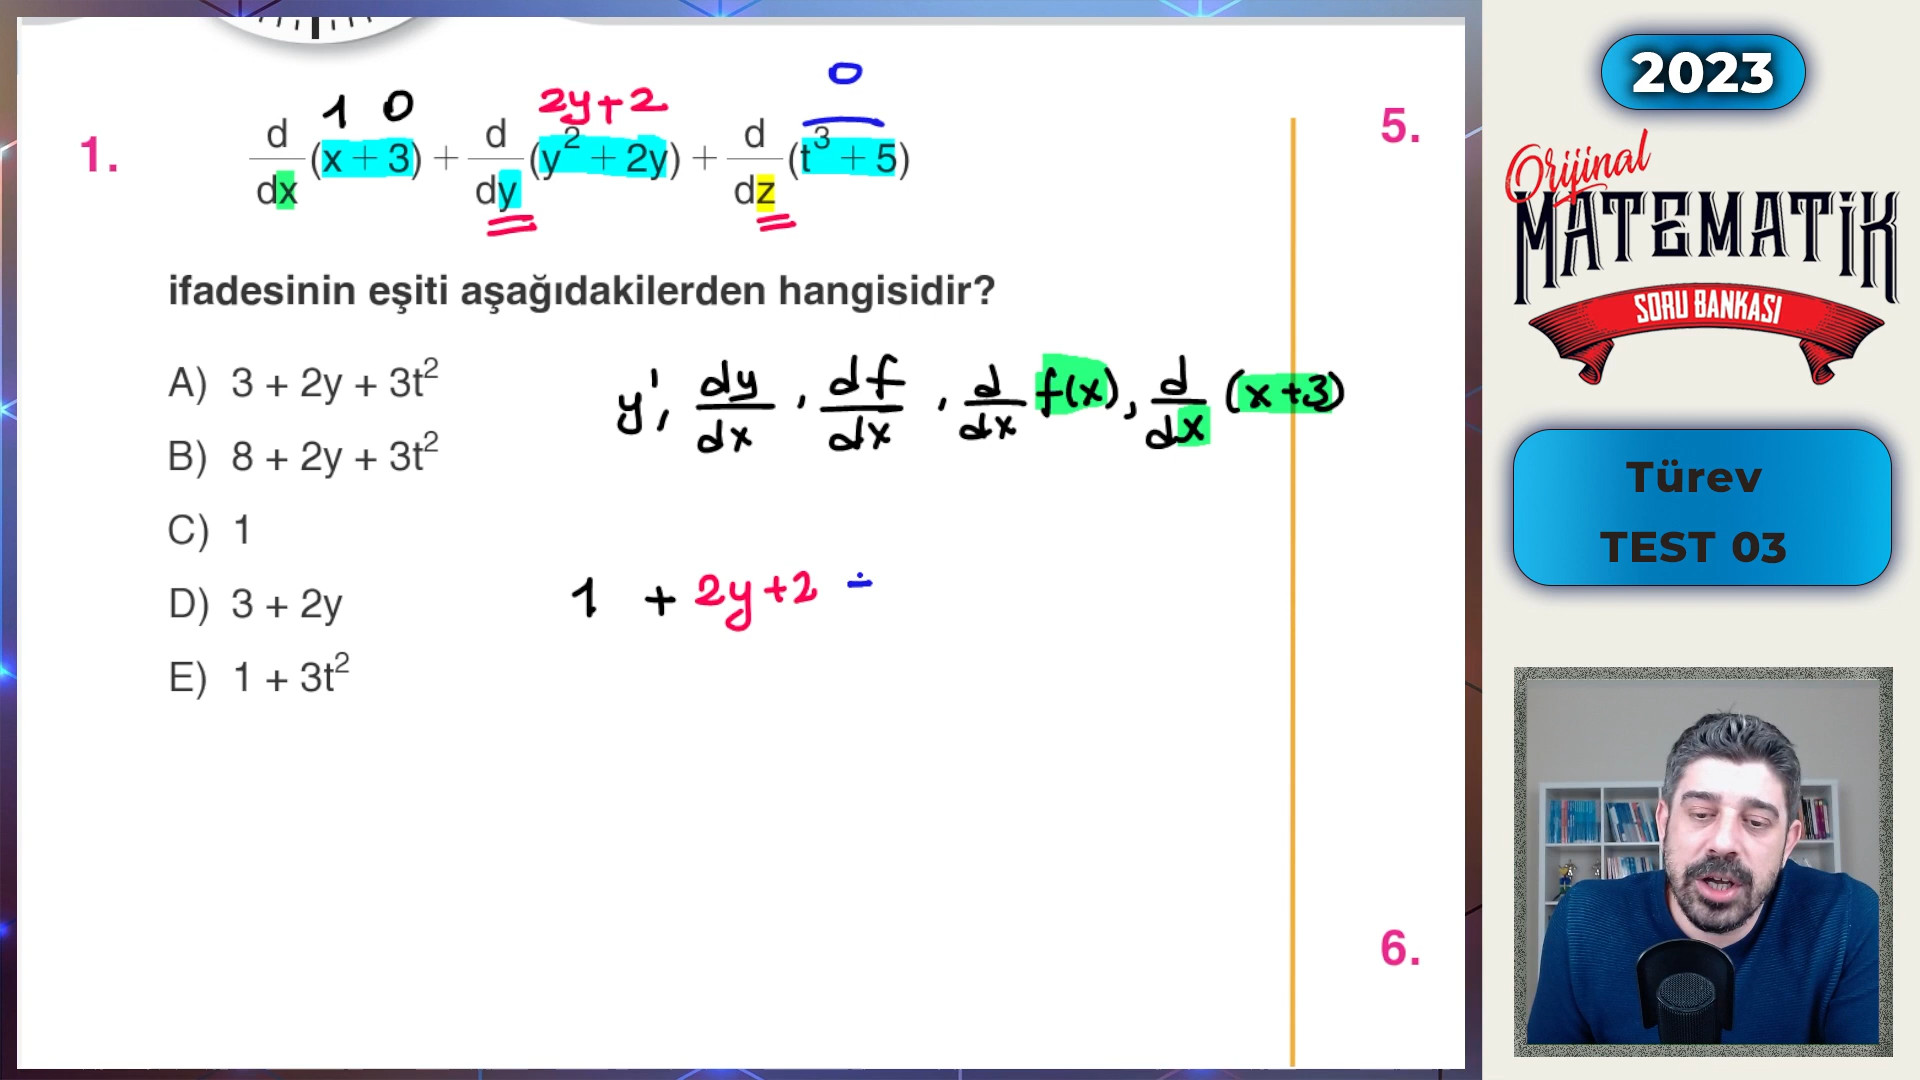 1 0 2y+2 0
1. d/dx (x + 3) + d/dy (y² + 2y) + d/dz (t³ + 5)
ifadesinin eşiti aşağıdakilerden hangisidir?
A) 3 + 2y + 3t²
B) 8 + 2y + 3t²
C) 1
D) 3 + 2y
E) 1 + 3t²
y', dy/dx , df/dx , d/dx f(x), d/dx (x+3)
1 + 2y+2
5.
6.
2023
Orijinal
MATEMATİK
SORU BANKASI
Türev
TEST 03